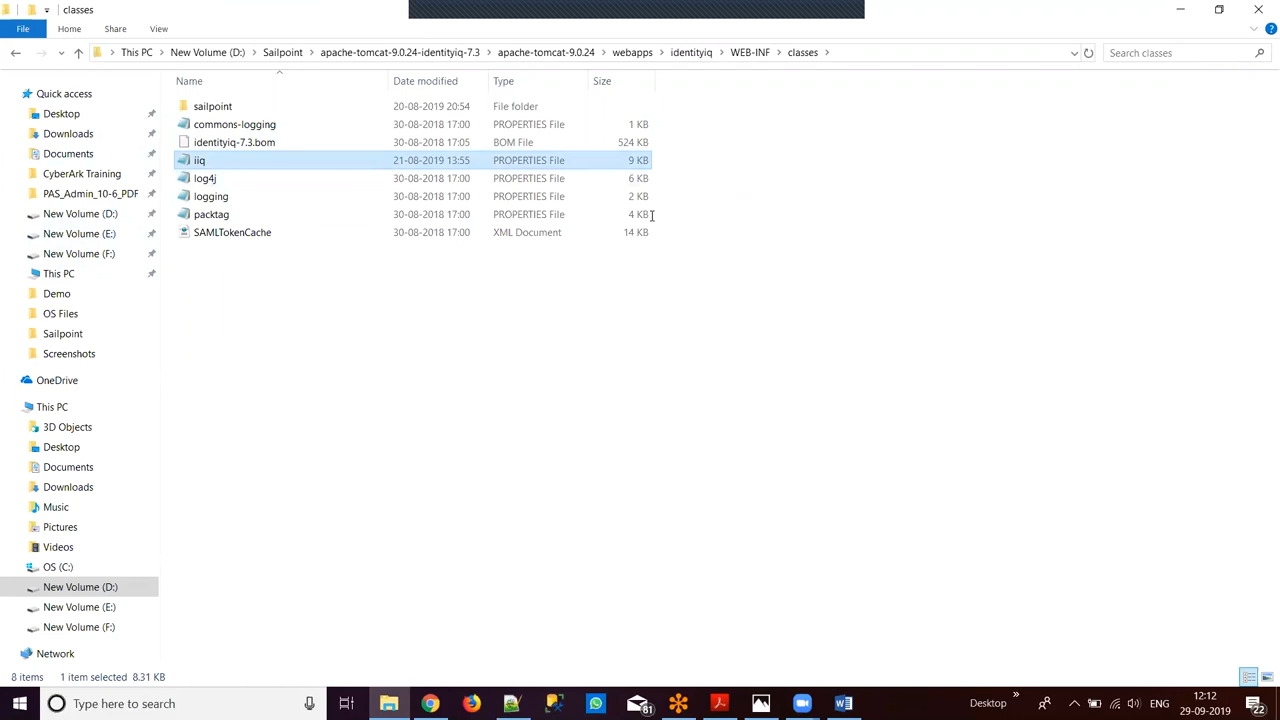 classes
File Home Share View
This PC > New Volume (D:) > Sailpoint > apache-tomcat-9.0.24-identityiq-7.3 > apache-tomcat-9.0.24 > webapps > identityiq > WEB-INF > classes >
Search classes
Name Date modified Type Size
sailpoint 20-08-2019 20:54 File folder
commons-logging 30-08-2018 17:00 PROPERTIES File 1 KB
identityiq-7.3.bom 30-08-2018 17:05 BOM File 524 KB
iiq 21-08-2019 13:55 PROPERTIES File 9 KB
log4j 30-08-2018 17:00 PROPERTIES File 6 KB
logging 30-08-2018 17:00 PROPERTIES File 2 KB
packtag 30-08-2018 17:00 PROPERTIES File 4 KB
SAMLTokenCache 30-08-2018 17:00 XML Document 14 KB
Quick access
Desktop
Downloads
Documents
CyberArk Training
PAS_Admin_10-6_PDF
New Volume (D:)
New Volume (E:)
New Volume (F:)
This PC
Demo
OS Files
Sailpoint
Screenshots
OneDrive
This PC
3D Objects
Desktop
Documents
Downloads
Music
Pictures
Videos
OS (C:)
New Volume (D:)
New Volume (E:)
New Volume (F:)
Network
8 items 1 item selected 8.31 KB
Type here to search
61
Desktop
»
ENG
12:12
29-09-2019
22